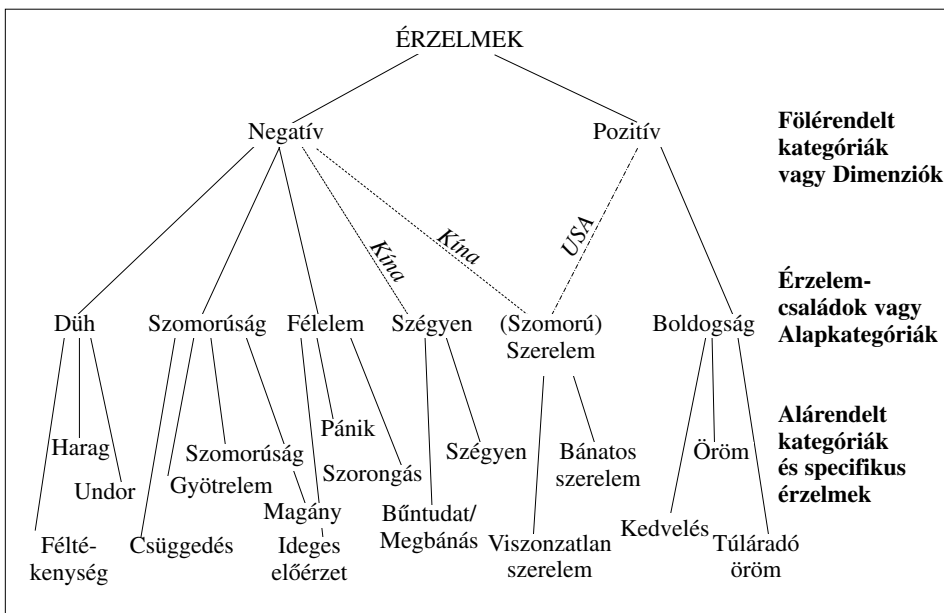 ÉRZELMEK
Negatív
Pozitív
Fölérendelt
kategóriák
vagy Dimenziók
Kína
Kína
USA
Düh
Szomorúság
Félelem
Szégyen
(Szomorú)
Szerelem
Boldogság
Érzelem-
családok vagy
Alapkategóriák
Harag
Undor
Félté-
kenység
Csüggedés
Gyötrelem
Szomorúság
Magány
Ideges
előérzet
Pánik
Szorongás
Bűntudat/
Megbánás
Szégyen
Viszonzatlan
szerelem
Bánatos
szerelem
Kedvelés
Öröm
Túláradó
öröm
Alárendelt
kategóriák
és specifikus
érzelmek